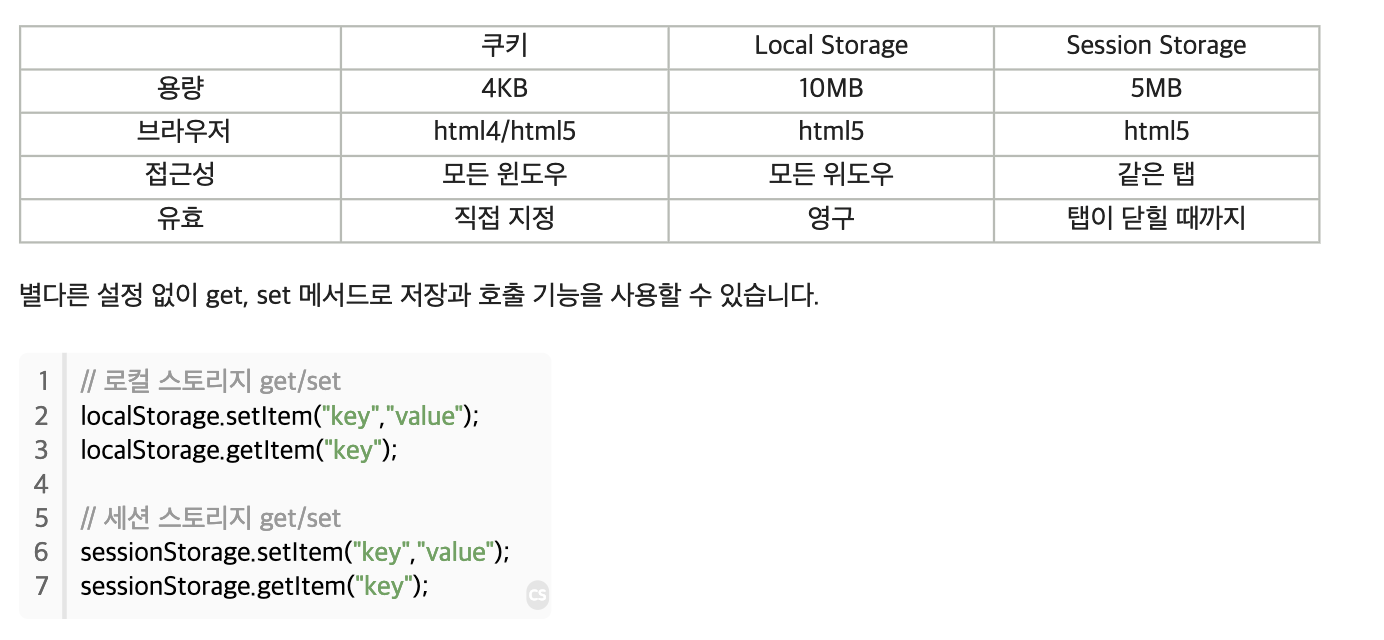 쿠키 Local Storage Session Storage
용량 4KB 10MB 5MB
브라우저 html4/html5 html5 html5
접근성 모든 윈도우 모든 위도우 같은 탭
유효 직접 지정 영구 탭이 닫힐 때까지
별다른 설정 없이 get, set 메서드로 저장과 호출 기능을 사용할 수 있습니다.
1 // 로컬 스토리지 get/set
2 localStorage.setItem("key","value");
3 localStorage.getItem("key");
4
5 // 세션 스토리지 get/set
6 sessionStorage.setItem("key","value");
7 sessionStorage.getItem("key");
cs